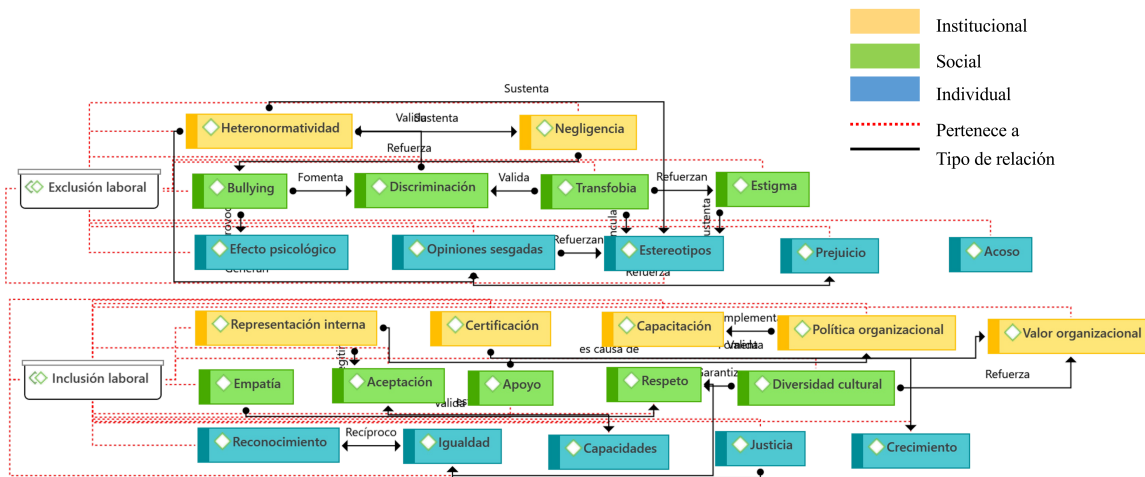 Institucional
Social
Individual
Pertenece a
Tipo de relación
Sustenta
Heteronormatividad
Valida
Sustenta
Negligencia
Refuerza
Exclusión laboral
Bullying
Fomenta
Discriminación
Valida
Transfobia
Refuerzan
Estigma
Efecto psicológico
Opiniones sesgadas
Refuerzan
Estereotipos
Prejuicio
Acoso
Generan
Refuerza
Representación interna
Certificación
Capacitación
Política organizacional
Valor organizacional
Valida
es causa de
Inclusión laboral
Empatía
Aceptación
Apoyo
Respeto
Diversidad cultural
Refuerza
Valida
Reconocimiento
Recíproco
Igualdad
Capacidades
Justicia
Crecimiento